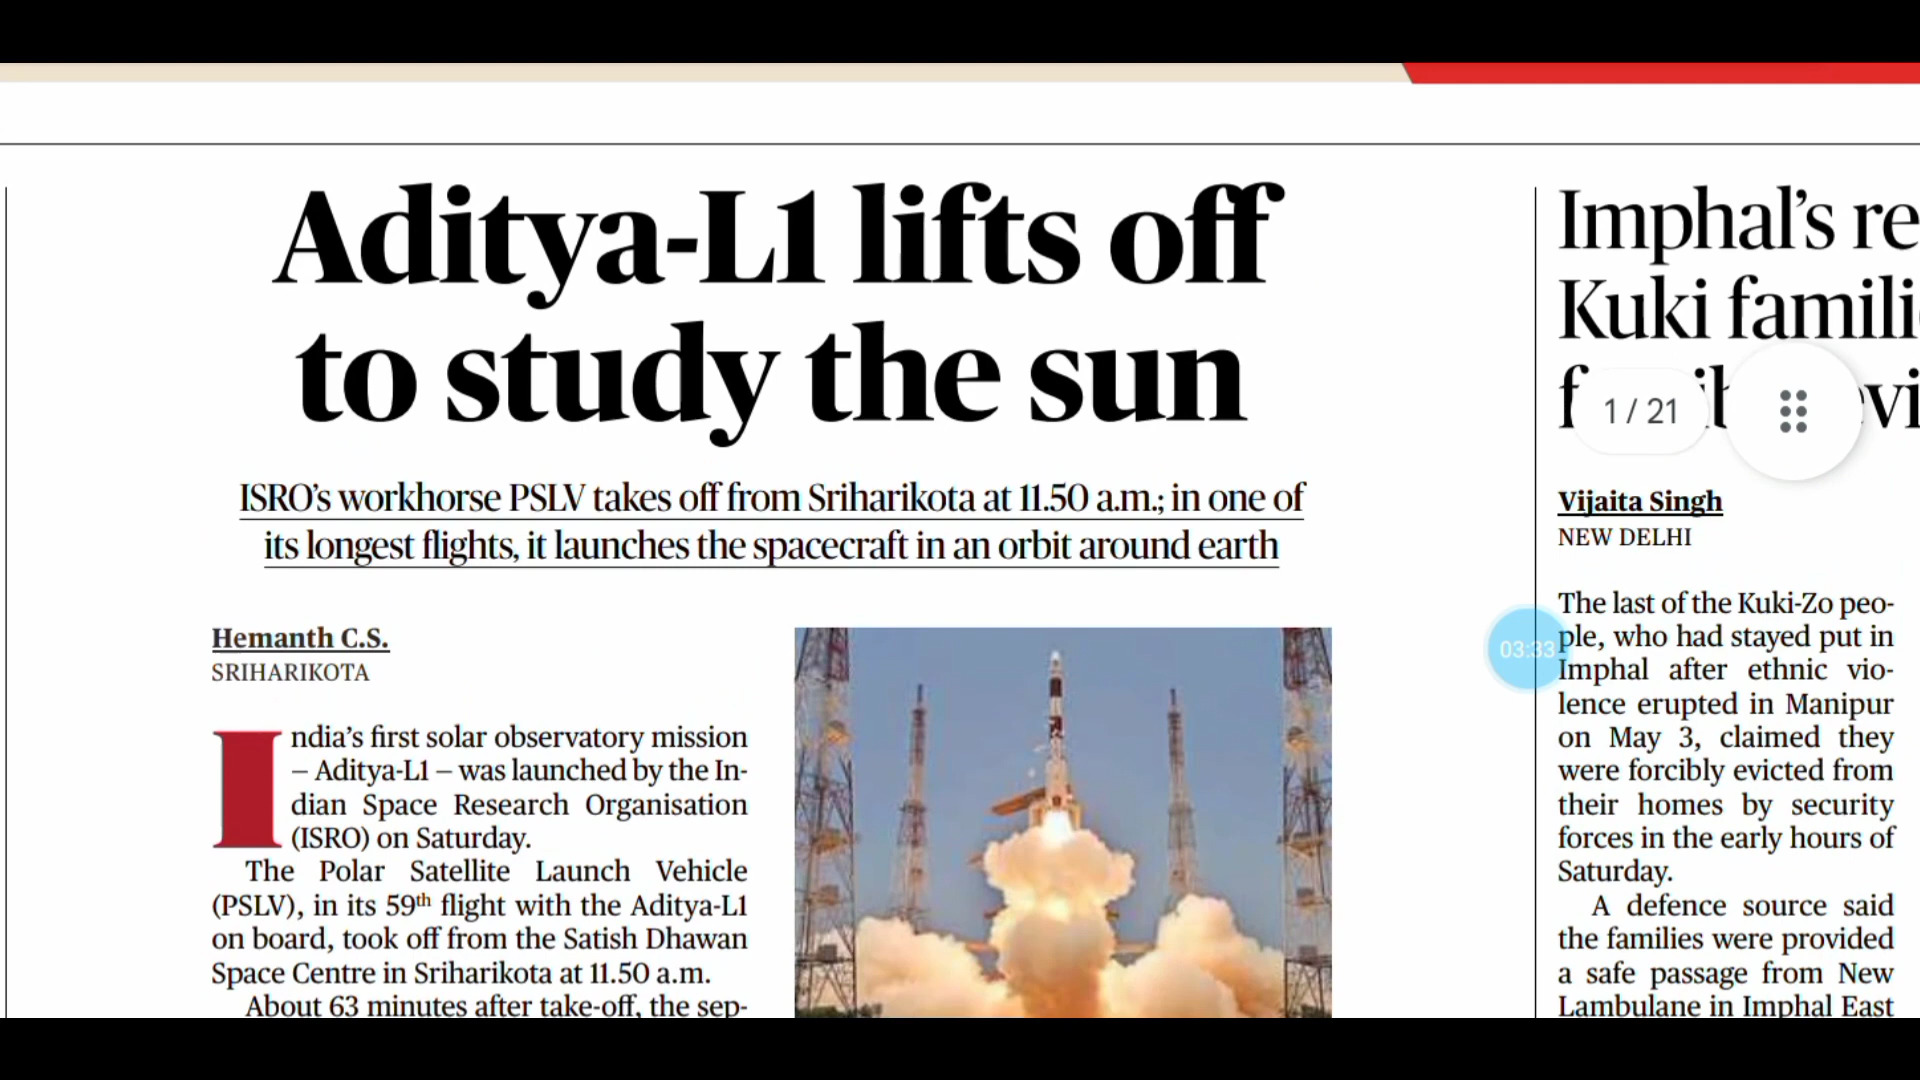 Aditya-L1 lifts off
to study the sun
ISRO's workhorse PSLV takes off from Sriharikota at 11.50 a.m.; in one of
its longest flights, it launches the spacecraft in an orbit around earth
Hemanth C.S.
SRIHARIKOTA
India's first solar observatory mission
– Aditya-L1 – was launched by the In-
dian Space Research Organisation
(ISRO) on Saturday.
The Polar Satellite Launch Vehicle
(PSLV), in its 59th flight with the Aditya-L1
on board, took off from the Satish Dhawan
Space Centre in Sriharikota at 11.50 a.m.
About 63 minutes after take-off, the sep-
Imphal's re
Kuki famili
1 / 21
Vijaita Singh
NEW DELHI
03:33
The last of the Kuki-Zo peo-
ple, who had stayed put in
Imphal after ethnic vio-
lence erupted in Manipur
on May 3, claimed they
were forcibly evicted from
their homes by security
forces in the early hours of
Saturday.
A defence source said
the families were provided
a safe passage from New
Lambulane in Imphal East